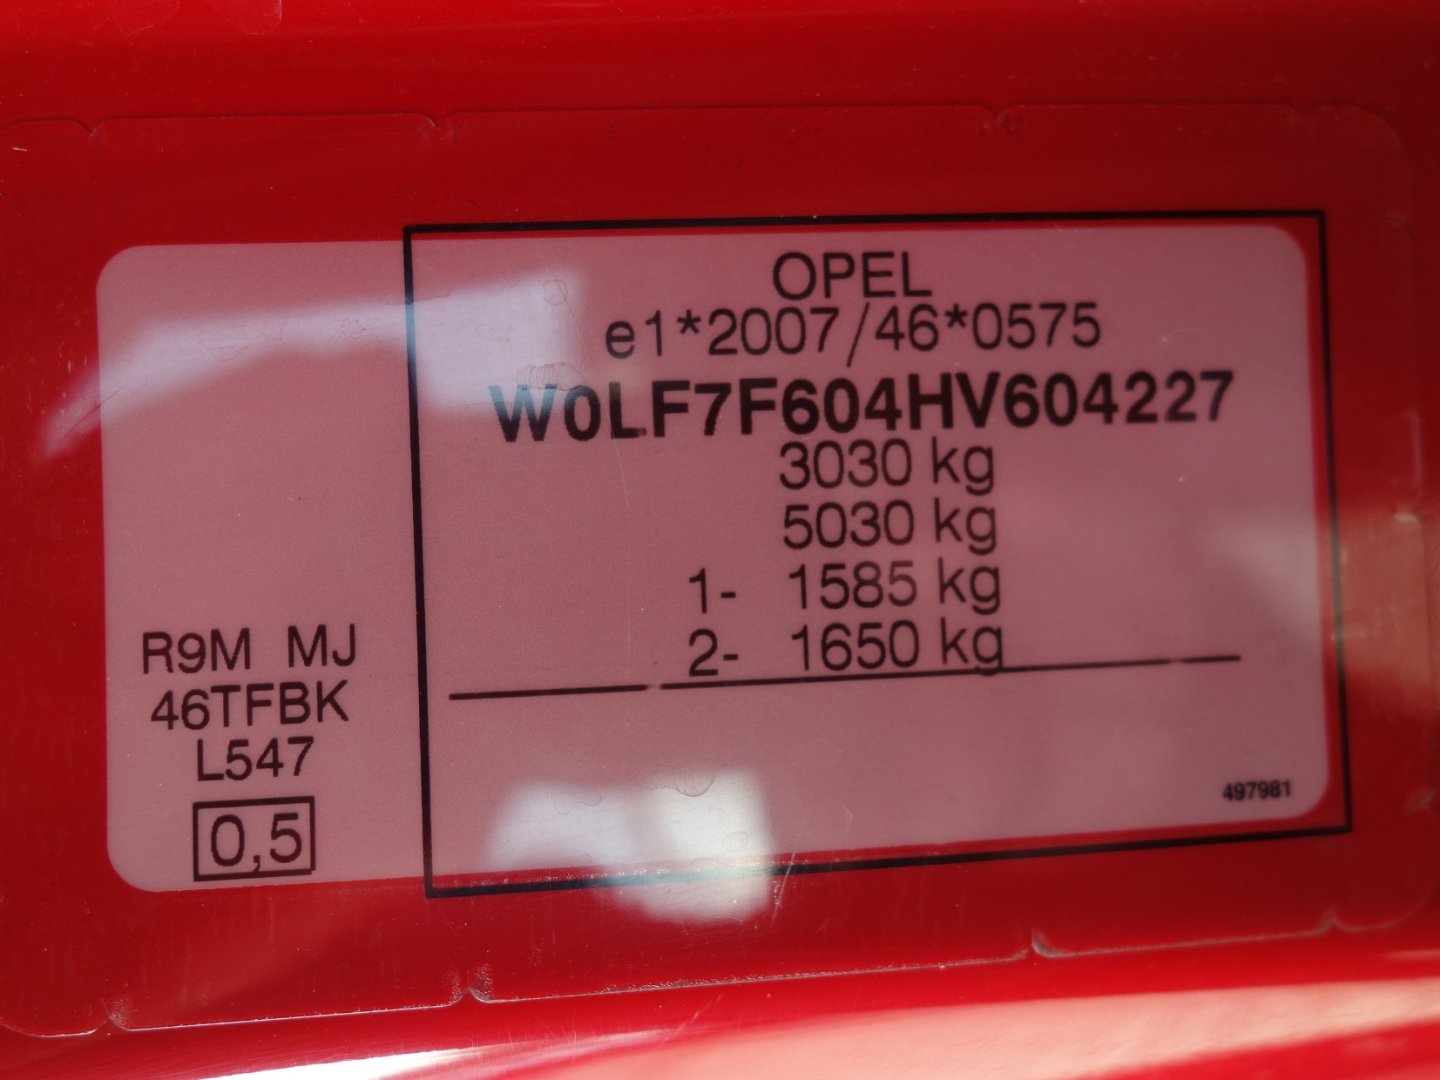 OPEL
e1*2007/46*0575
W0LF7F604HV604227
3030 kg
5030 kg
1- 1585 kg
2- 1650 kg
R9M MJ
46TFBK
L547
0,5
497981